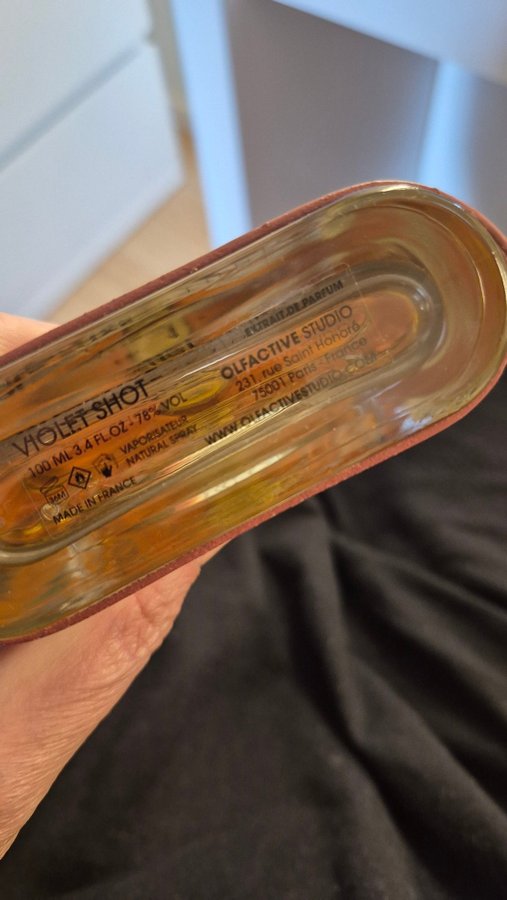 VIOLET SHOT
100 ML 3.4 FL.OZ - 78% VOL
VAPORISATEUR
NATURAL SPRAY
MADE IN FRANCE
EXTRAIT DE PARFUM
OLFACTIVE STUDIO
231, rue Saint Honoré
75001 Paris - France
WWW.OLFACTIVESTUDIO.COM